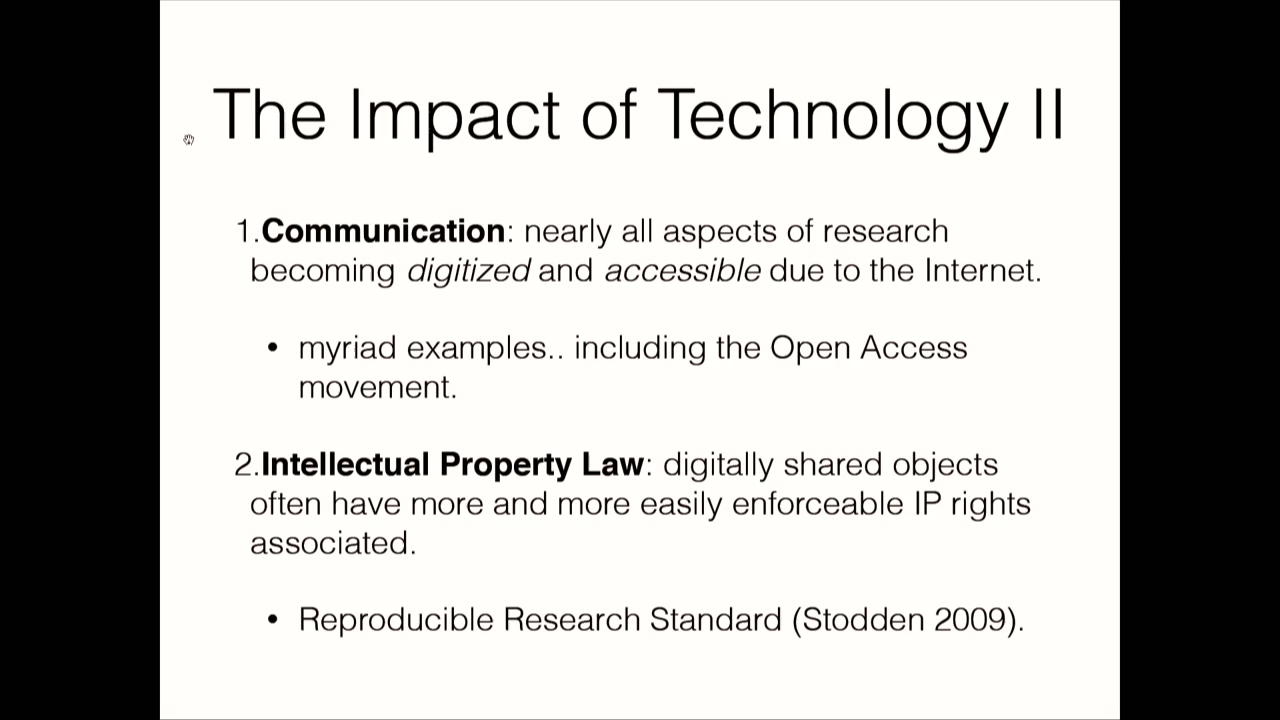 The Impact of Technology II
1.Communication: nearly all aspects of research
becoming digitized and accessible due to the Internet.
• myriad examples.. including the Open Access
movement.
2.Intellectual Property Law: digitally shared objects
often have more and more easily enforceable IP rights
associated.
• Reproducible Research Standard (Stodden 2009).